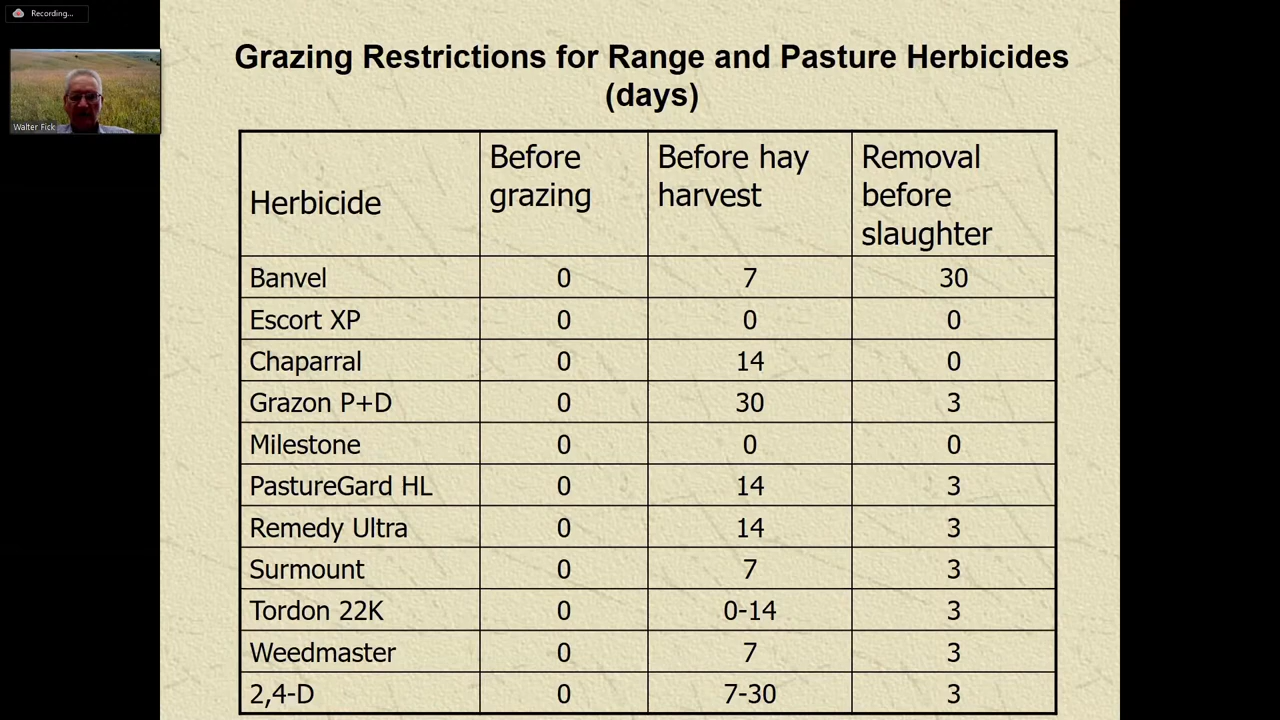 Recording...
Walter Fick
Grazing Restrictions for Range and Pasture Herbicides
(days)
Herbicide Before grazing Before hay harvest Removal before slaughter
Banvel 0 7 30
Escort XP 0 0 0
Chaparral 0 14 0
Grazon P+D 0 30 3
Milestone 0 0 0
PastureGard HL 0 14 3
Remedy Ultra 0 14 3
Surmount 0 7 3
Tordon 22K 0 0-14 3
Weedmaster 0 7 3
2,4-D 0 7-30 3